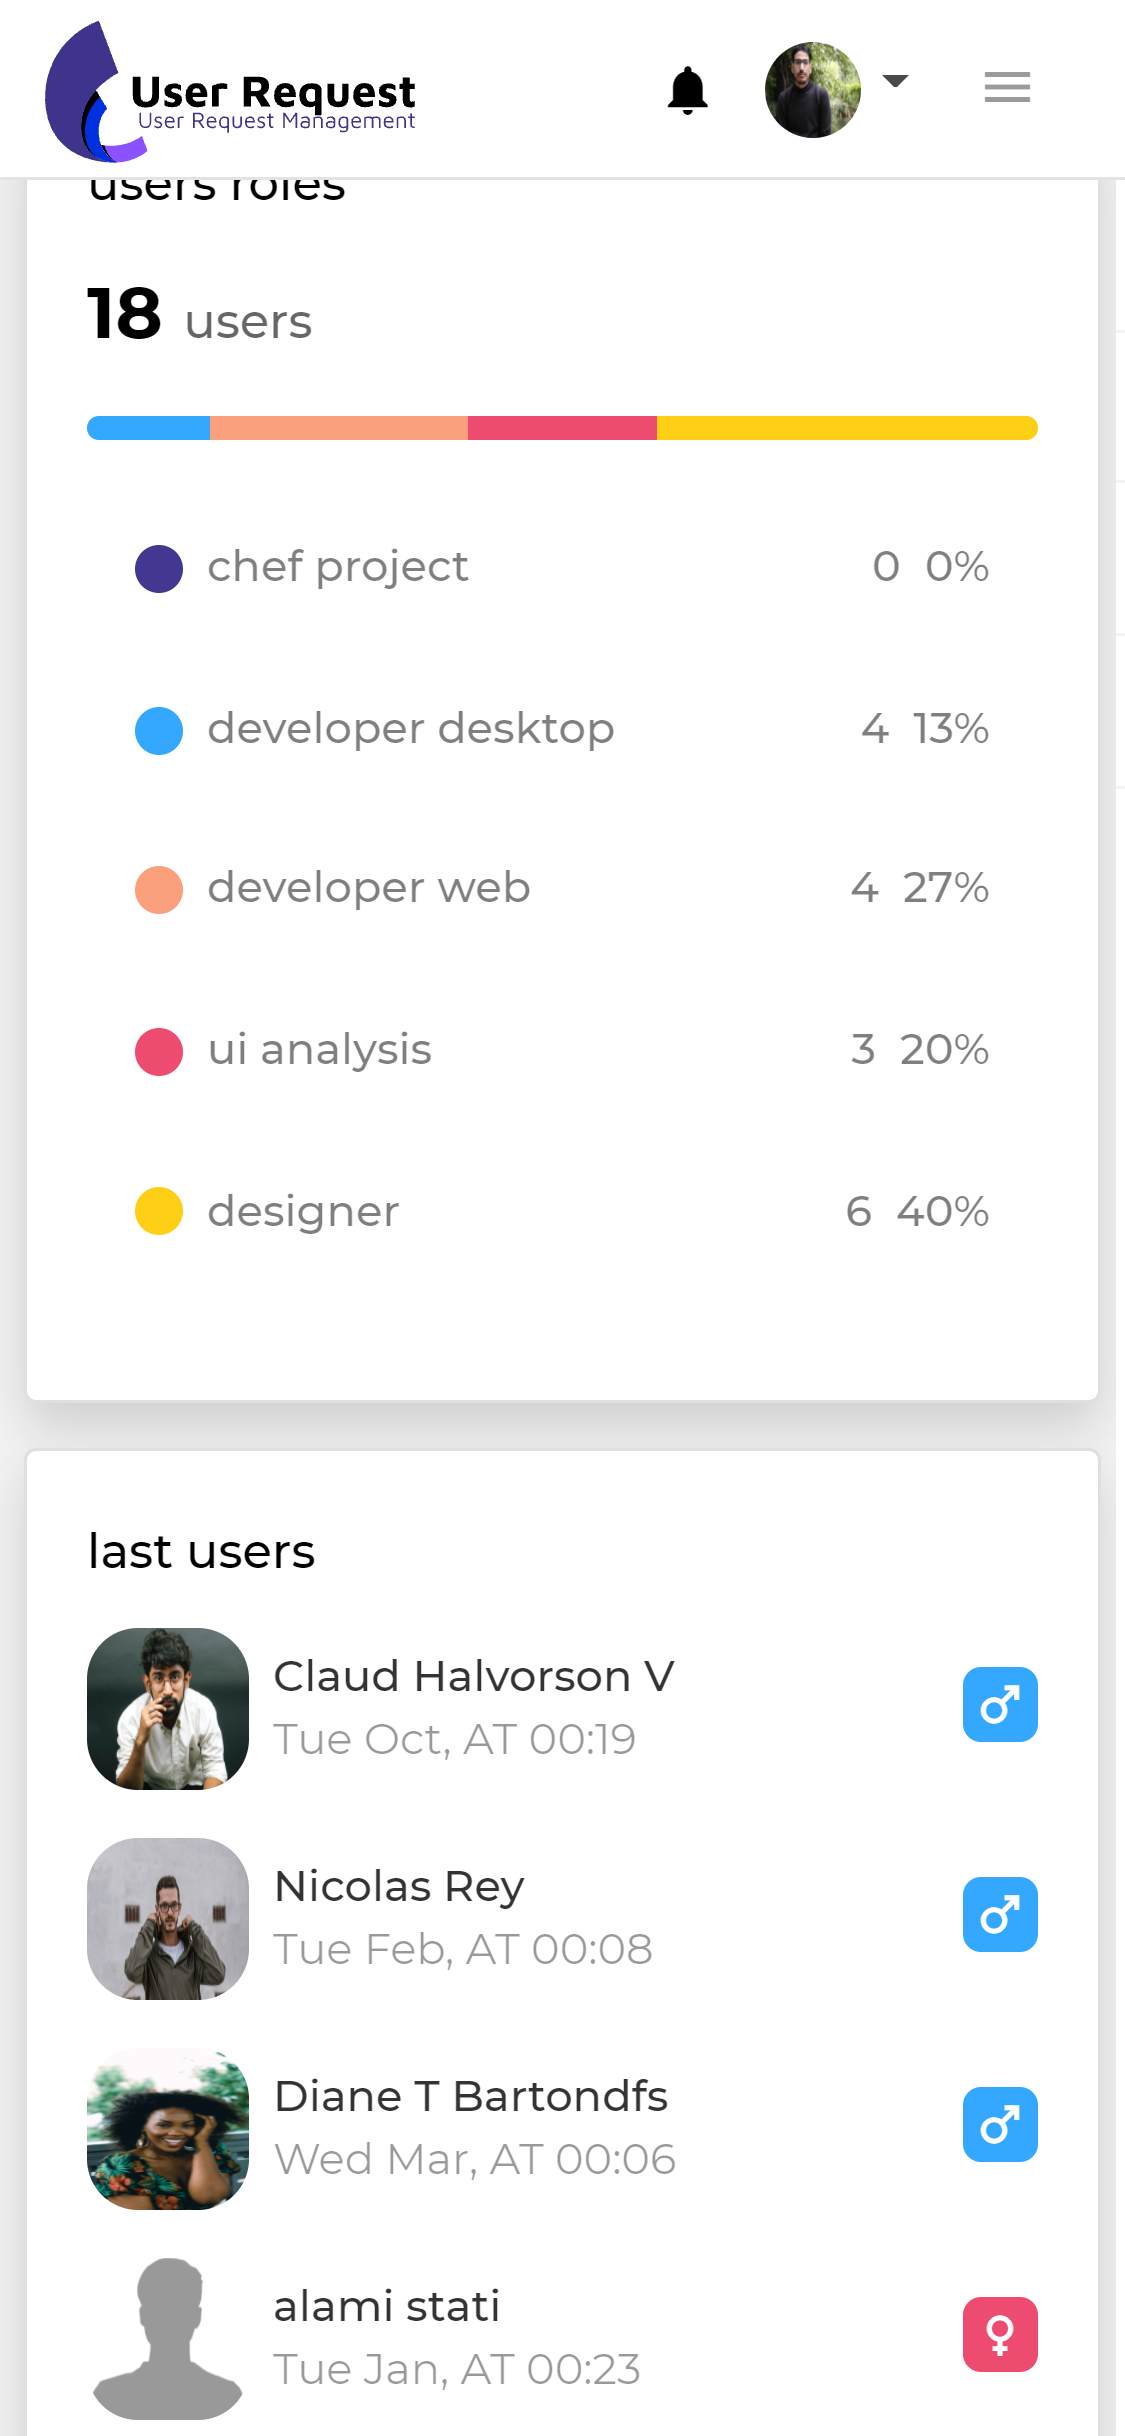 User Request
User Request Management
users roles
18 users
chef project 0 0%
developer desktop 4 13%
developer web 4 27%
ui analysis 3 20%
designer 6 40%
last users
Claud Halvorson V
Tue Oct, AT 00:19
Nicolas Rey
Tue Feb, AT 00:08
Diane T Bartondfs
Wed Mar, AT 00:06
alami stati
Tue Jan, AT 00:23